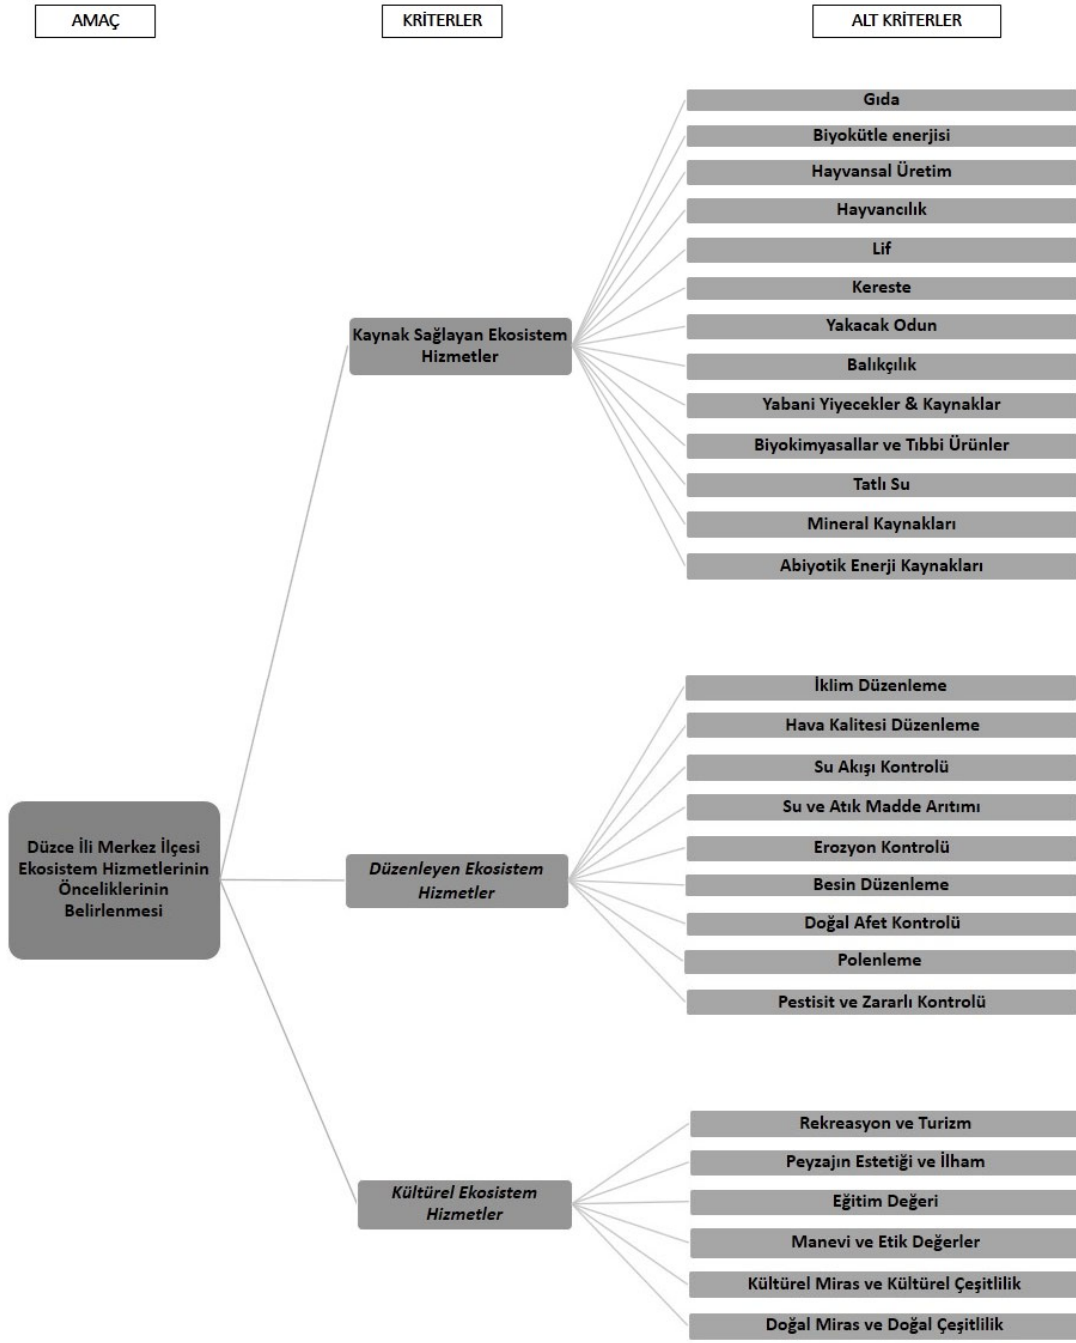 AMAÇ
KRİTERLER
ALT KRİTERLER
Düzce İli Merkez İlçesi
Ekosistem Hizmetlerinin
Önceliklerinin
Belirlenmesi
Kaynak Sağlayan Ekosistem
Hizmetler
Gıda
Biyokütle enerjisi
Hayvansal Üretim
Hayvancılık
Lif
Kereste
Yakacak Odun
Balıkçılık
Yabani Yiyecekler & Kaynaklar
Biyokimyasallar ve Tıbbi Ürünler
Tatlı Su
Mineral Kaynakları
Abiyotik Enerji Kaynakları
Düzenleyen Ekosistem
Hizmetler
İklim Düzenleme
Hava Kalitesi Düzenleme
Su Akışı Kontrolü
Su ve Atık Madde Arıtımı
Erozyon Kontrolü
Besin Düzenleme
Doğal Afet Kontrolü
Polenleme
Pestisit ve Zararlı Kontrolü
Kültürel Ekosistem
Hizmetler
Rekreasyon ve Turizm
Peyzajın Estetiği ve İlham
Eğitim Değeri
Manevi ve Etik Değerler
Kültürel Miras ve Kültürel Çeşitlilik
Doğal Miras ve Doğal Çeşitlilik